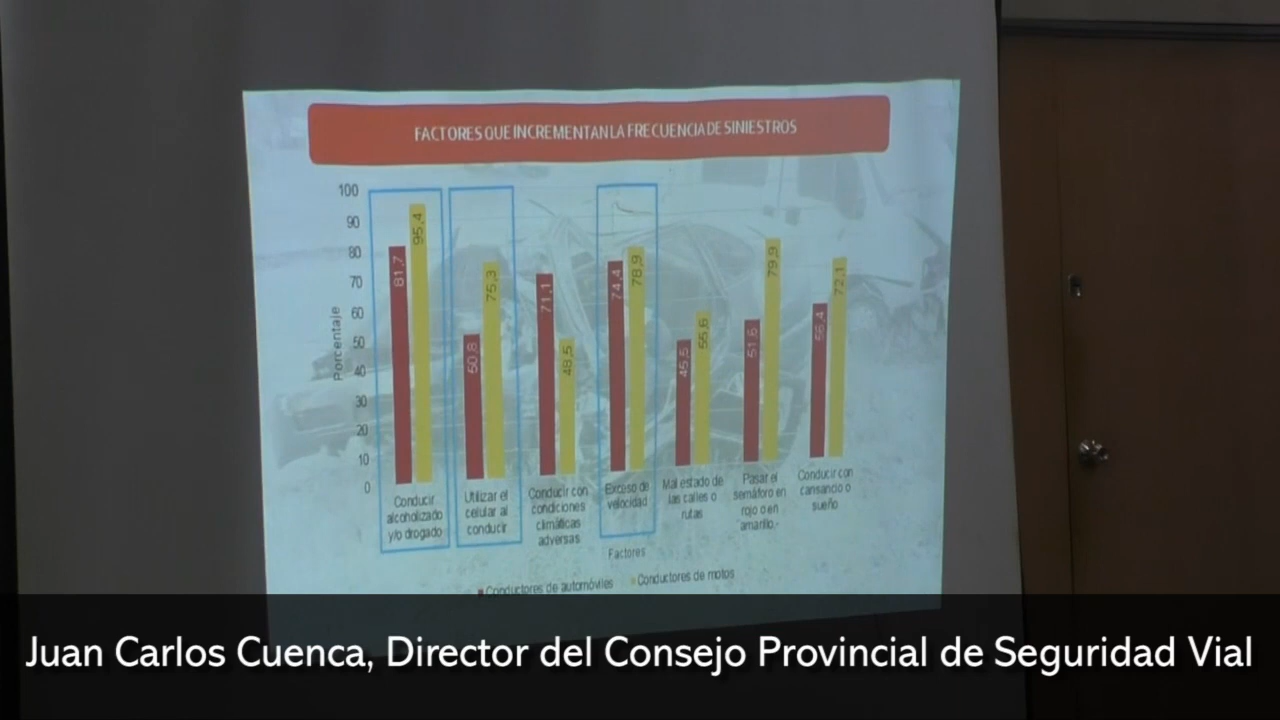 FACTORES QUE INCREMENTAN LA FRECUENCIA DE SINIESTROS
100
90
80
70
60
50
40
30
20
10
0
Porcentaje
81,7
95,4
50,8
75,3
71,1
48,5
74,4
78,9
45,5
55,6
51,6
79,9
56,4
72,1
Conducir
alcoholizado
y/o drogado
Utilizar el
celular al
conducir
Conducir con
condiciones
climáticas
adversas
Exceso de
velocidad
Mal estado de
las calles o
rutas
Pasar el
semáforo en
rojo o en
amarillo.-
Conducir con
cansancio o
sueño
Factores
Conductores de automóviles
Conductores de motos
Juan Carlos Cuenca, Director del Consejo Provincial de Seguridad Vial